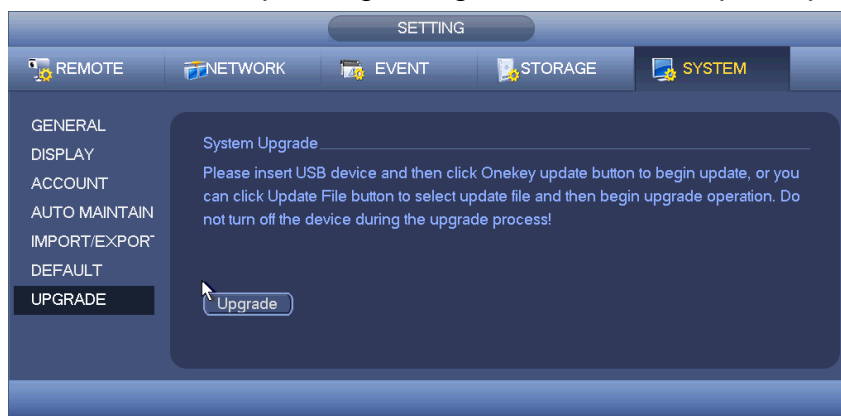 SETTING
REMOTE NETWORK EVENT STORAGE SYSTEM
GENERAL
DISPLAY
ACCOUNT
AUTO MAINTAIN
IMPORT/EXPORT
DEFAULT
UPGRADE
System Upgrade
Please insert USB device and then click Onekey update button to begin update, or you
can click Update File button to select update file and then begin upgrade operation. Do
not turn off the device during the upgrade process!
Upgrade